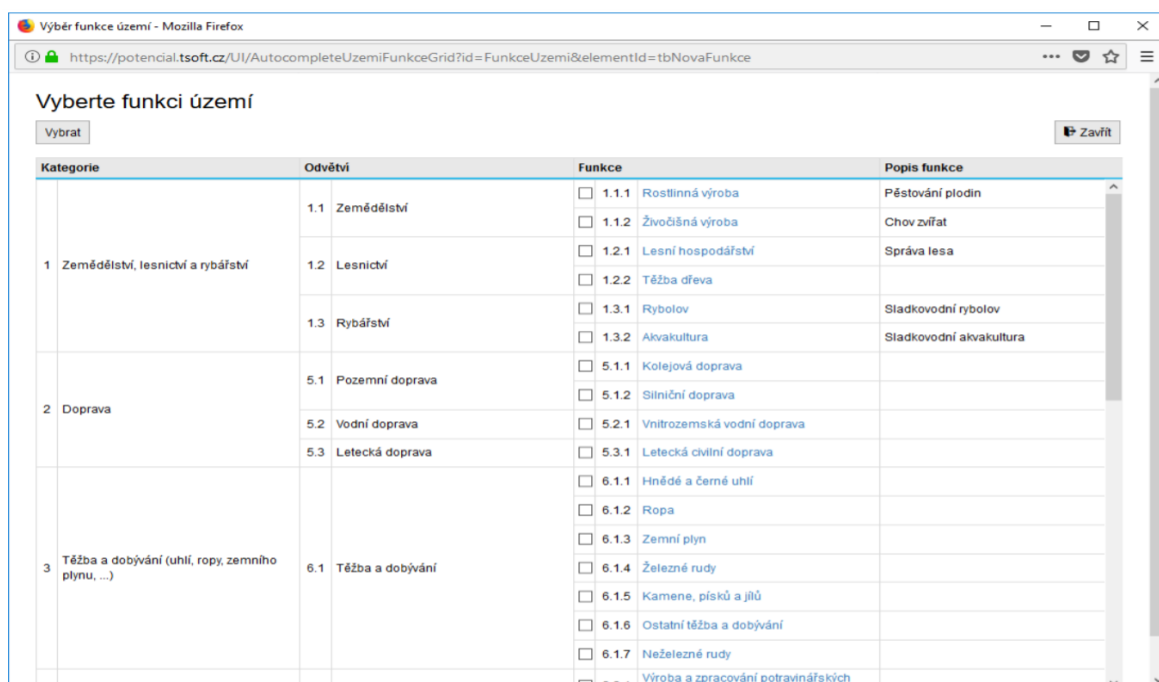 Výběr funkce území - Mozilla Firefox
https://potencial.tsoft.cz/UI/AutocompleteUzemiFunkceGrid?id=FunkceUzemi&elementId=tbNovaFunkce
Vyberte funkci území
Vybrat
Zavřít
Kategorie Odvětví Funkce Popis funkce
1 Zemědělství, lesnictví a rybářství
1.1 Zemědělství
1.1.1 Rostlinná výroba Pěstování plodin
1.1.2 Živočišná výroba Chov zvířat
1.2 Lesnictví
1.2.1 Lesní hospodářství Správa lesa
1.2.2 Těžba dřeva
1.3 Rybářství
1.3.1 Rybolov Sladkovodní rybolov
1.3.2 Akvakultura Sladkovodní akvakultura
2 Doprava
5.1 Pozemní doprava
5.1.1 Kolejová doprava
5.1.2 Silniční doprava
5.2 Vodní doprava 5.2.1 Vnitrozemská vodní doprava
5.3 Letecká doprava 5.3.1 Letecká civilní doprava
3 Těžba a dobývání (uhlí, ropy, zemního
plynu, ...)
6.1 Těžba a dobývání
6.1.1 Hnědé a černé uhlí
6.1.2 Ropa
6.1.3 Zemní plyn
6.1.4 Železné rudy
6.1.5 Kamene, písků a jílů
6.1.6 Ostatní těžba a dobývání
6.1.7 Neželezné rudy
Výroba a zpracování potravinářských